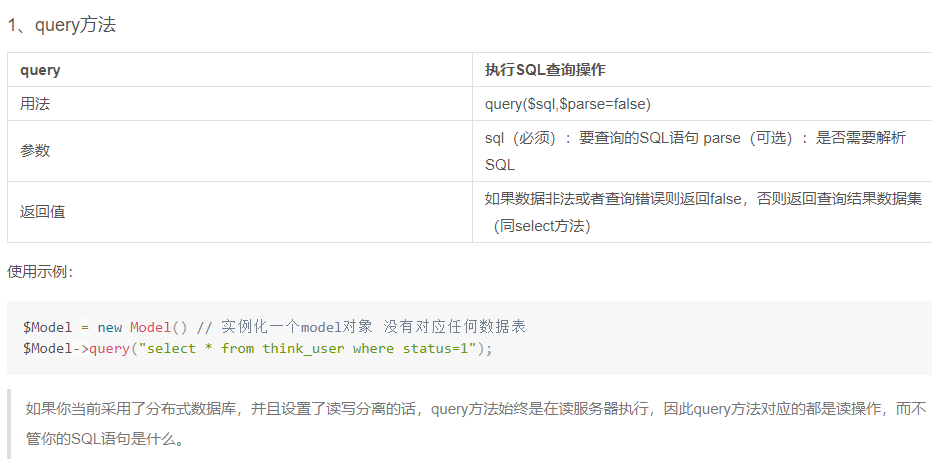 1、query方法
query
执行SQL查询操作
用法
query($sql,$parse=false)
参数
sql（必须）：要查询的SQL语句 parse（可选）：是否需要解析
SQL
返回值
如果数据非法或者查询错误则返回false，否则返回查询结果数据集
（同select方法）
使用示例：
$Model = new Model() // 实例化一个model对象 没有对应任何数据表
$Model->query("select * from think_user where status=1");
如果你当前采用了分布式数据库，并且设置了读写分离的话，query方法始终是在读服务器执行，因此query方法对应的都是读操作，而不
管你的SQL语句是什么。